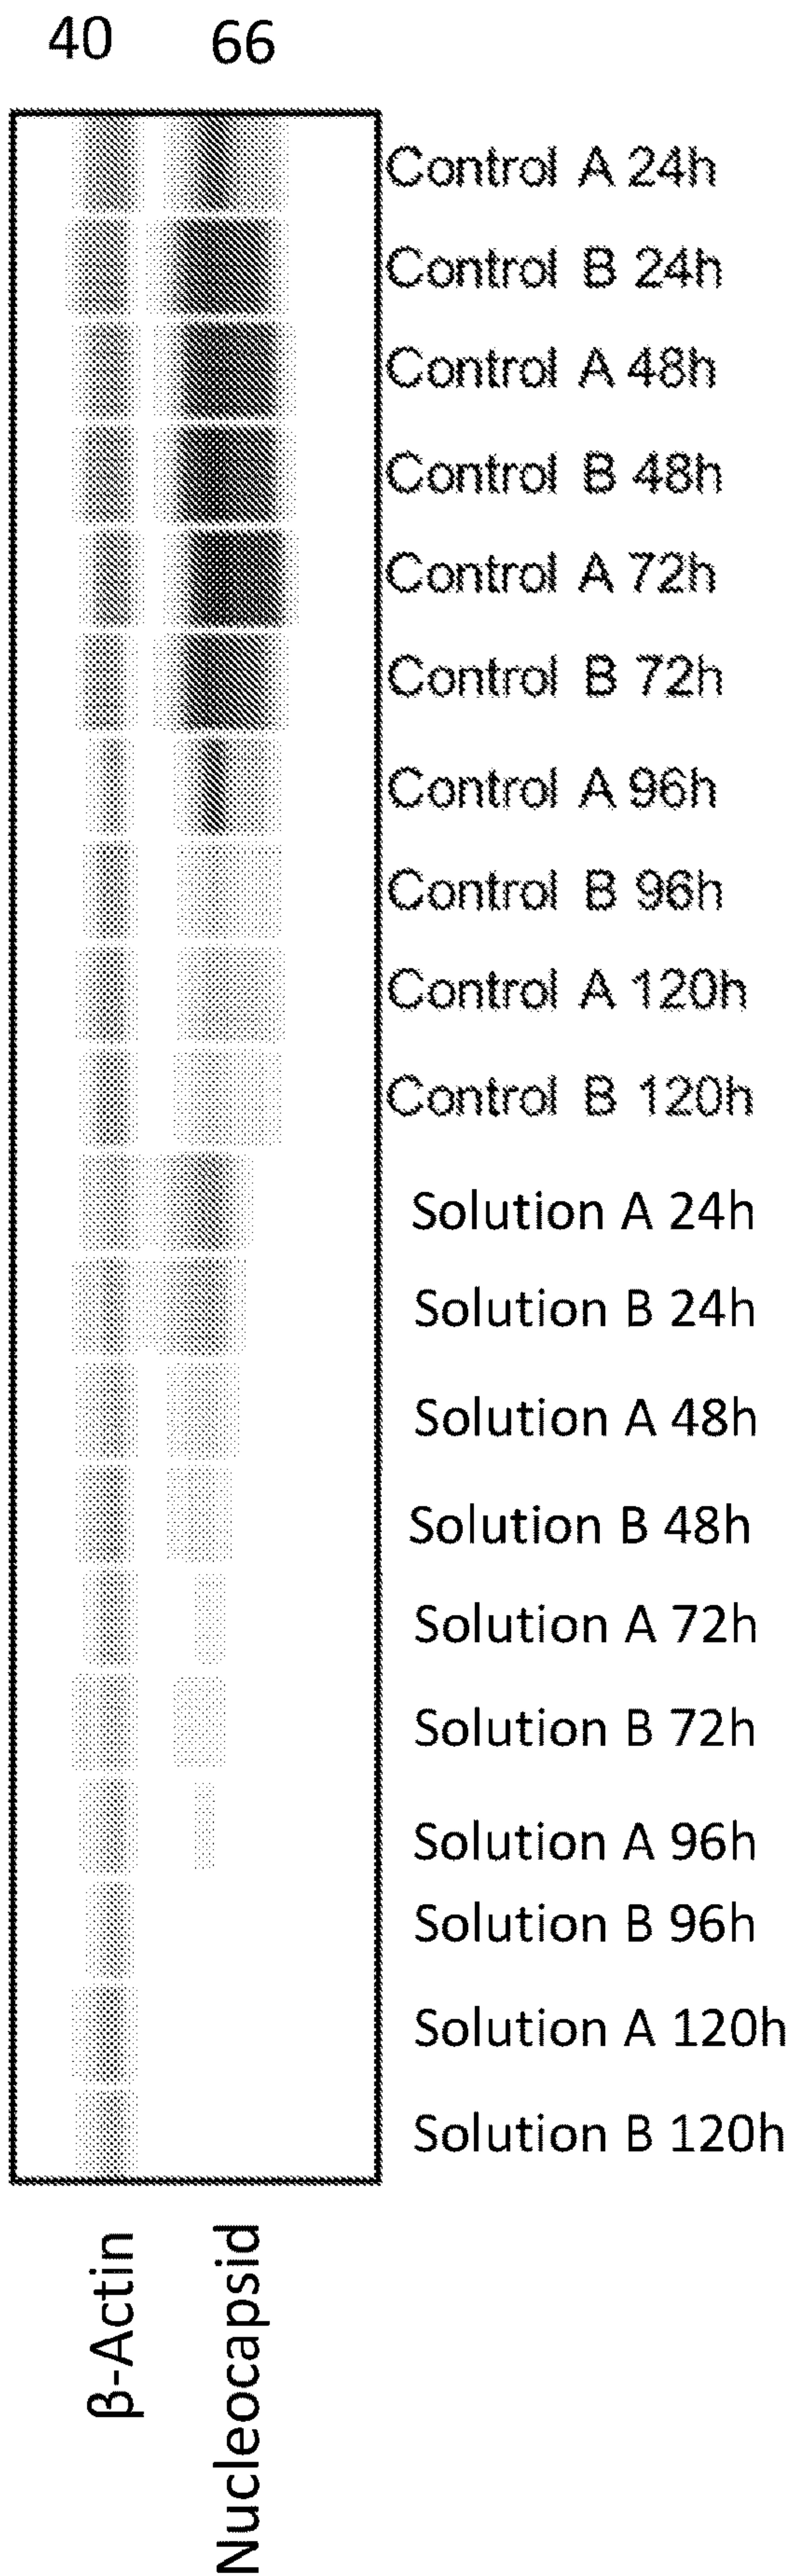 40 66
Control A 24h
Control B 24h
Control A 48h
Control B 48h
Control A 72h
Control B 72h
Control A 96h
Control B 96h
Control A 120h
Control B 120h
Solution A 24h
Solution B 24h
Solution A 48h
Solution B 48h
Solution A 72h
Solution B 72h
Solution A 96h
Solution B 96h
Solution A 120h
Solution B 120h
β-Actin
Nucleocapsid